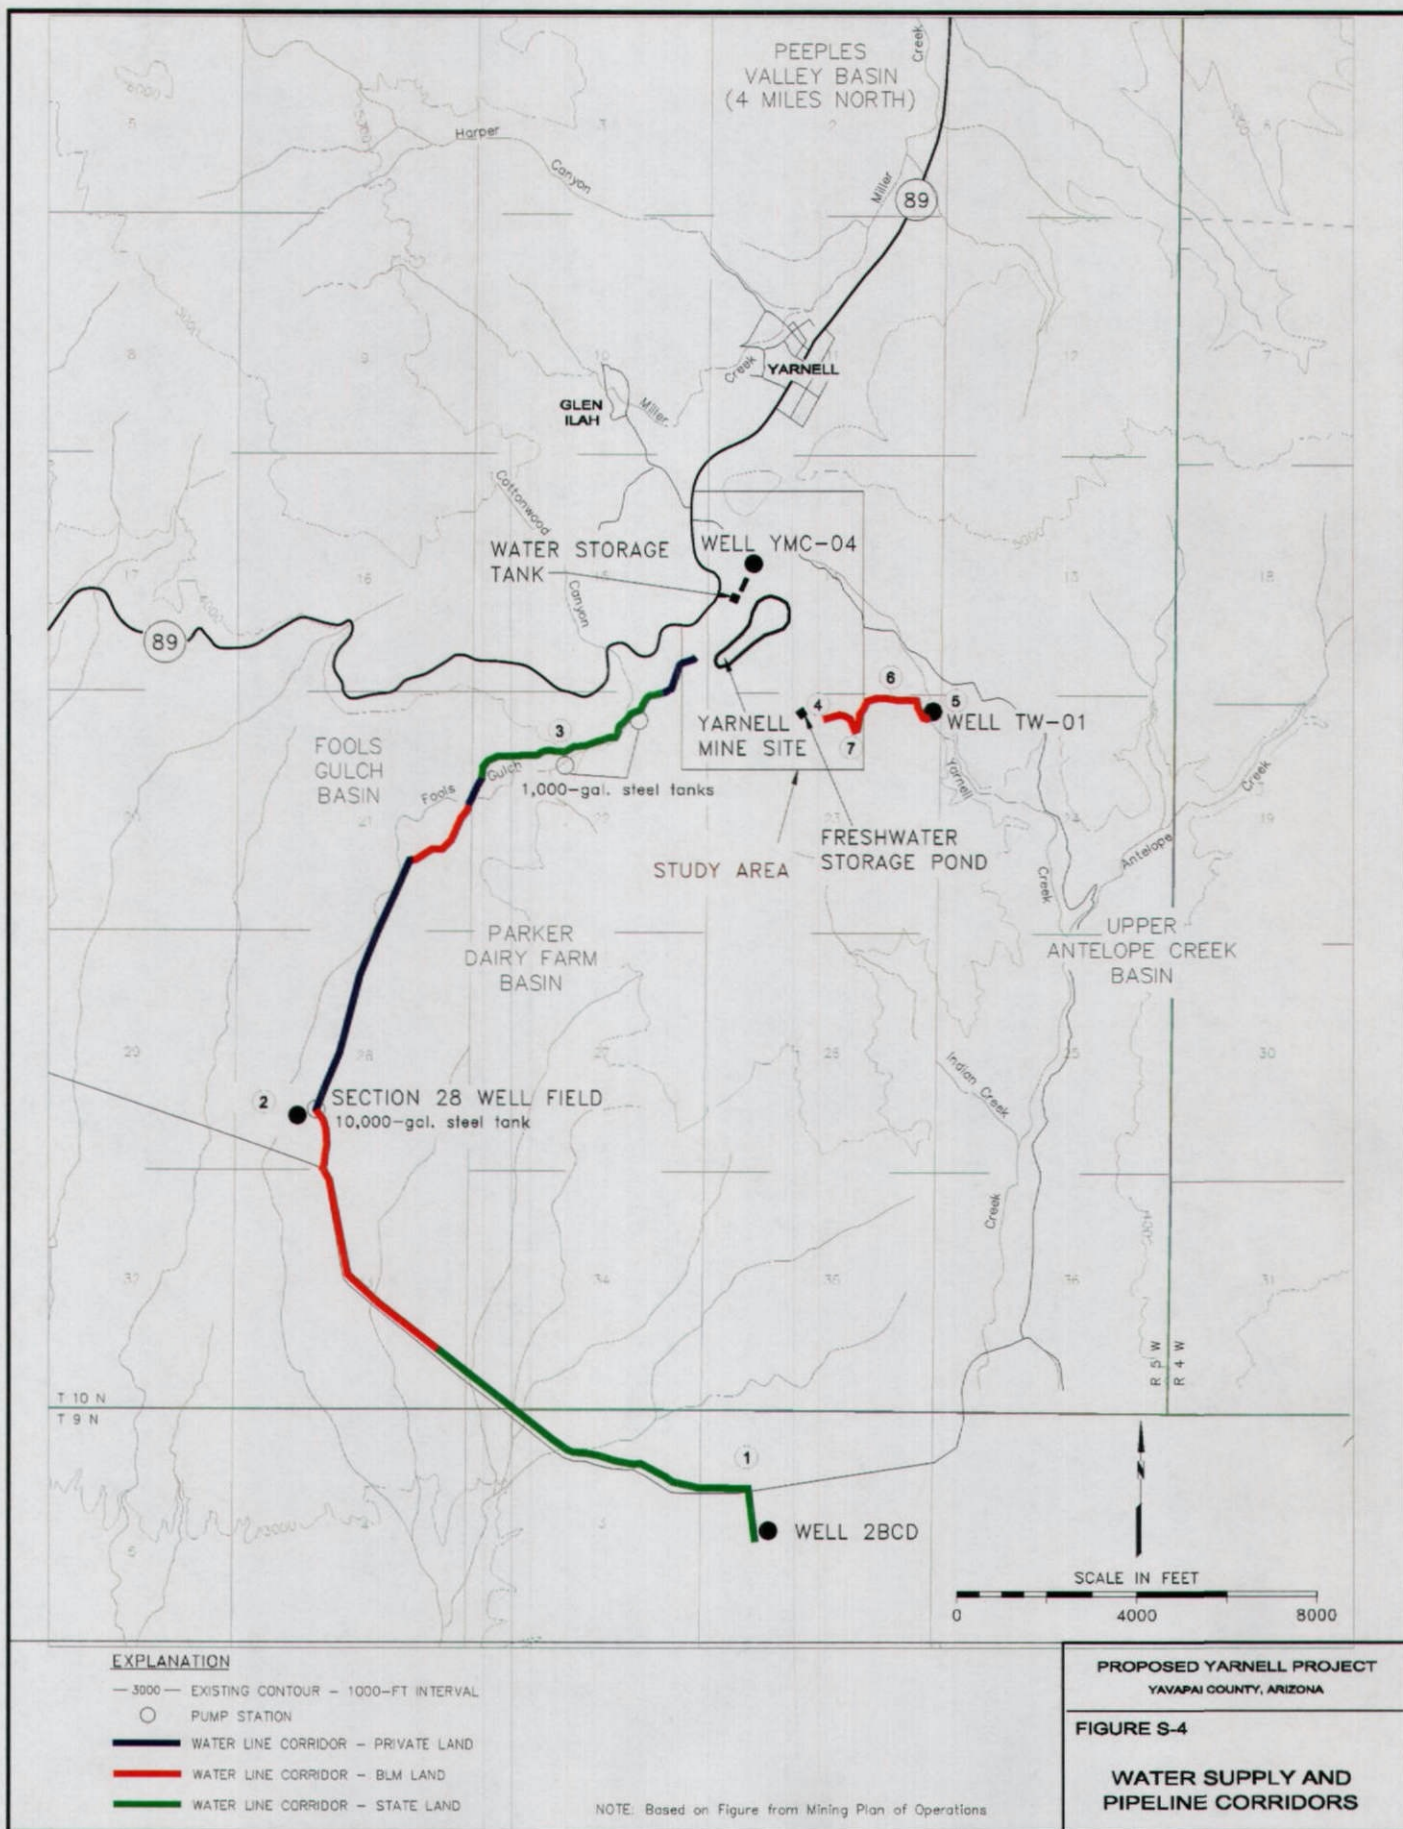 PEEPLES
VALLEY BASIN
(4 MILES NORTH)
Creek
Harper
Canyon
Miller
89
3000
Creek
YARNELL
GLEN
ILAH
Miller
Cottonwood
Canyon
WATER STORAGE
TANK
WELL YMC-04
89
4
6
5
WELL TW-01
7
YARNELL
MINE SITE
3
FOOLS
GULCH
BASIN
Fools
Gulch
1,000-gal. steel tanks
Yarnell
Creek
Antelope
Creek
STUDY AREA
FRESHWATER
STORAGE POND
PARKER
DAIRY FARM
BASIN
UPPER
ANTELOPE CREEK
BASIN
Indian Creek
Creek
2
SECTION 28 WELL FIELD
10,000-gal. steel tank
R 5 W
R 4 W
T 10 N
T 9 N
1
WELL 2BCD
N
SCALE IN FEET
0 4000 8000
EXPLANATION
— 3000 — EXISTING CONTOUR - 1000-FT INTERVAL
PUMP STATION
WATER LINE CORRIDOR - PRIVATE LAND
WATER LINE CORRIDOR - BLM LAND
WATER LINE CORRIDOR - STATE LAND
NOTE: Based on Figure from Mining Plan of Operations
PROPOSED YARNELL PROJECT
YAVAPAI COUNTY, ARIZONA
FIGURE S-4
WATER SUPPLY AND
PIPELINE CORRIDORS